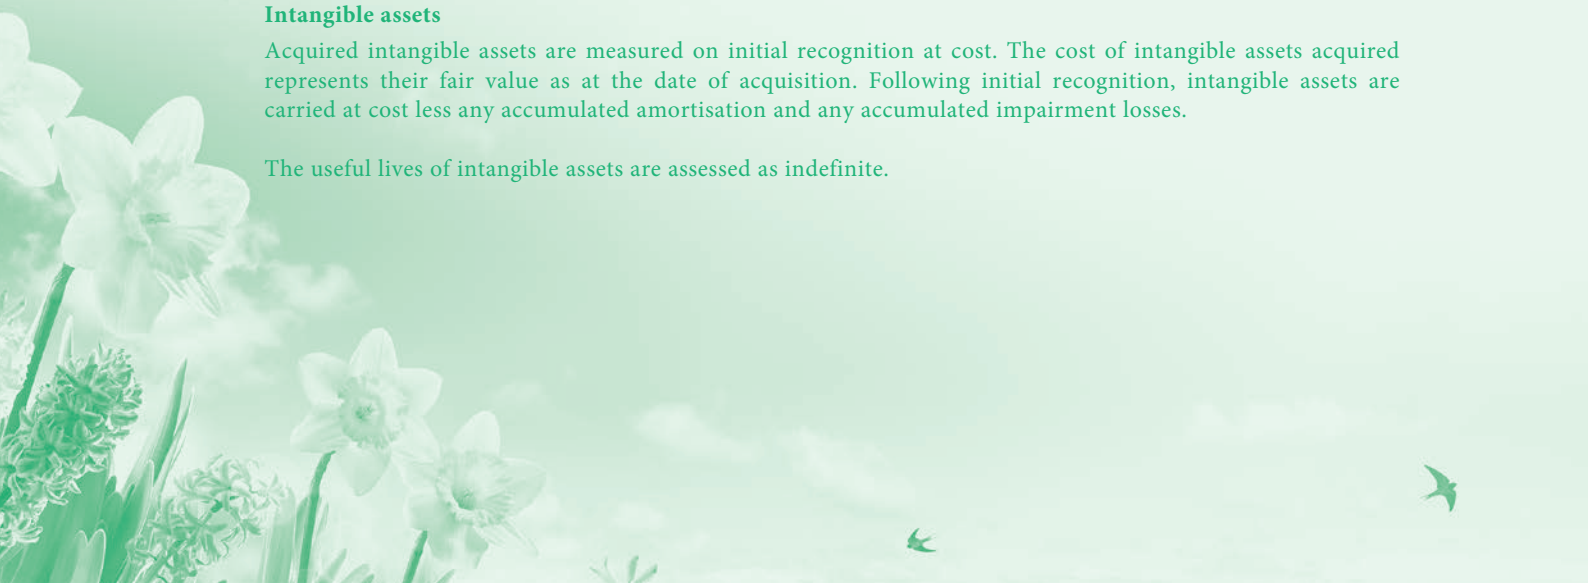 Intangible assets
Acquired intangible assets are measured on initial recognition at cost. The cost of intangible assets acquired
represents their fair value as at the date of acquisition. Following initial recognition, intangible assets are
carried at cost less any accumulated amortisation and any accumulated impairment losses.
The useful lives of intangible assets are assessed as indefinite.